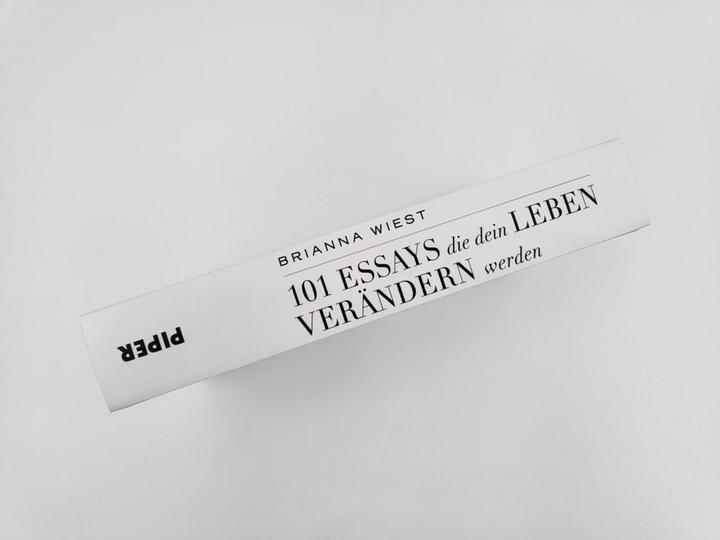 BRIANNA WIEST
101 ESSAYS die dein LEBEN
VERÄNDERN werden
PIPER